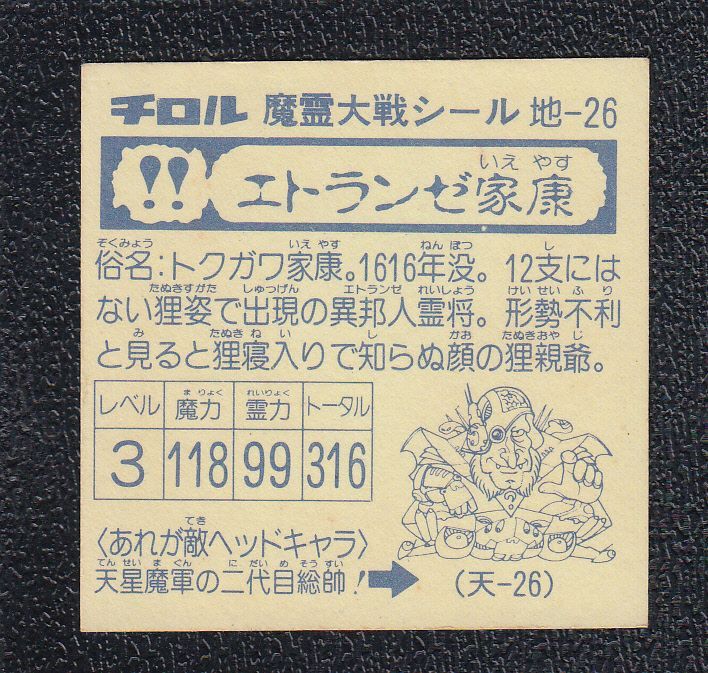 チロル 魔霊大戦シール 地-26
いえ やす
!! エトランゼ家康
ぞくみょう いえ やす ねん ぼつ し
俗名:トクガワ家康。1616年没。12支には
たぬきすがた しゅつげん エトランゼ れいしょう けい せい ふ り
ない狸姿で出現の異邦人霊将。形勢不利
み たぬき ね い し かお たぬきおや じ
と見ると狸寝入りで知らぬ顔の狸親爺。
まりょく れいりょく
レベル 魔力 霊力 トータル
3 118 99 316
てき
〈あれが敵ヘッドキャラ〉
てん せい ま ぐん に だい め そう すい
天星魔軍の二代目総帥!
(天-26)